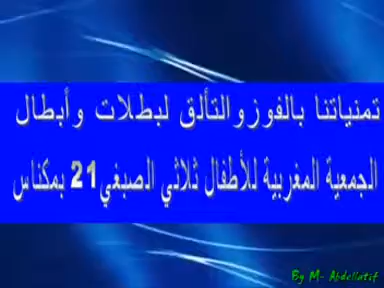 تمنياتنا بالفوز والتألق لبطلات وأبطال
الجمعية المغربية للأطفال ثلاثي الصبغي 21 بمكناس
By M- Abdellatif